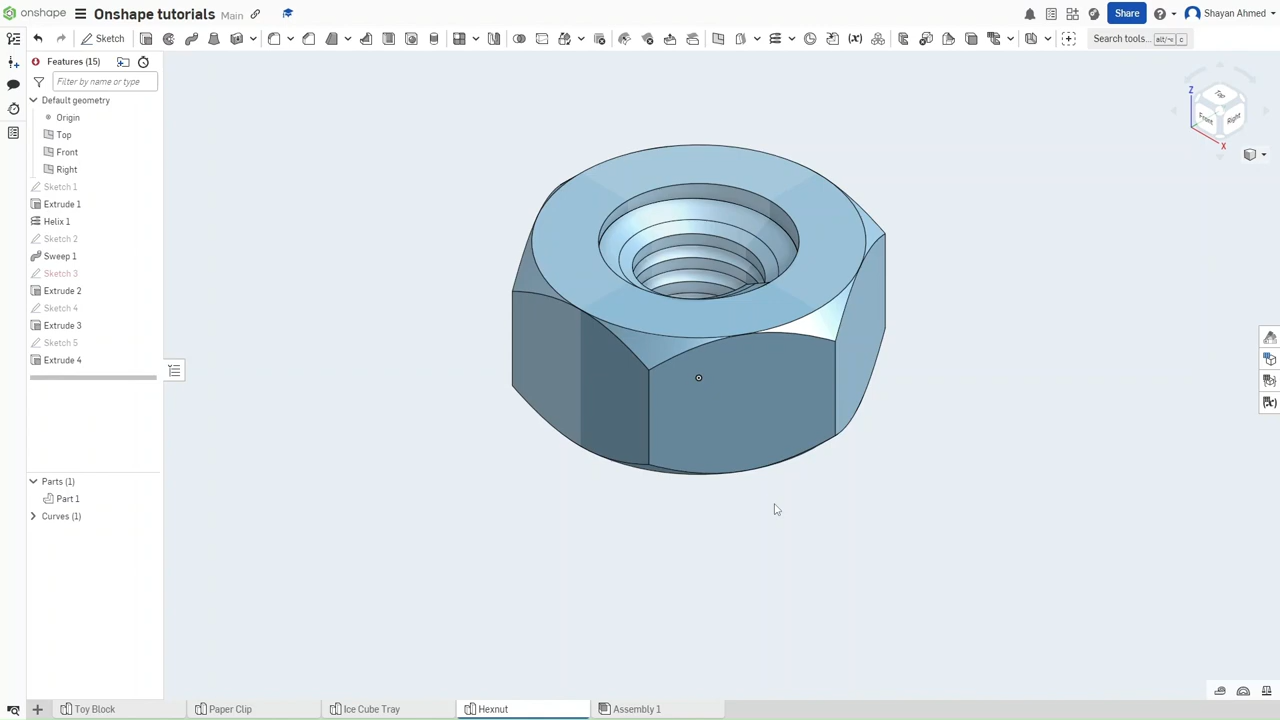 onshape Onshape tutorials Main Share Shayan Ahmed
Sketch Search tools... alt/⌥ c
Features (15)
Filter by name or type
Default geometry
Origin
Top
Front
Right
Sketch 1
Extrude 1
Helix 1
Sketch 2
Sweep 1
Sketch 3
Extrude 2
Sketch 4
Extrude 3
Sketch 5
Extrude 4
Parts (1)
Part 1
Curves (1)
Z
Top
Front Right
X
Toy Block Paper Clip Ice Cube Tray Hexnut Assembly 1